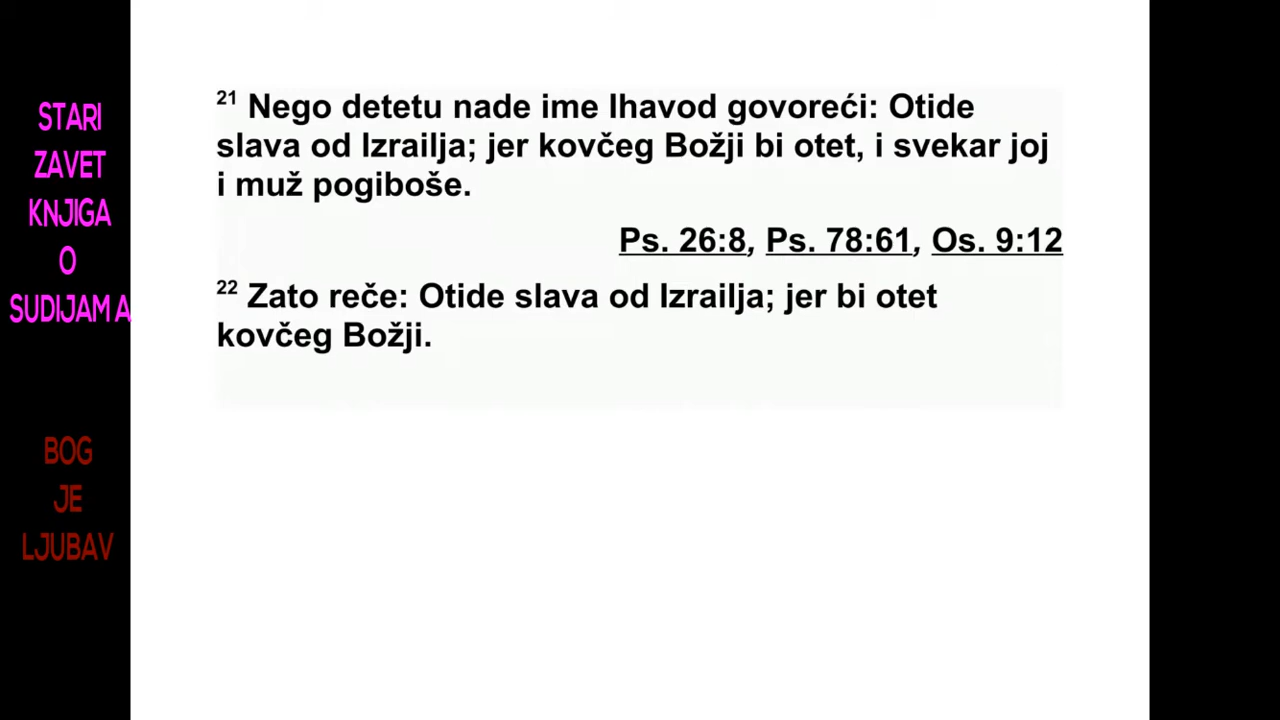 STARI
ZAVET
KNJIGA
O
SUDIJAMA
BOG
JE
LJUBAV
21 Nego detetu nade ime Ihavod govoreći: Otide
slava od Izrailja; jer kovčeg Božji bi otet, i svekar joj
i muž pogiboše.
Ps. 26:8, Ps. 78:61, Os. 9:12
22 Zato reče: Otide slava od Izrailja; jer bi otet
kovčeg Božji.